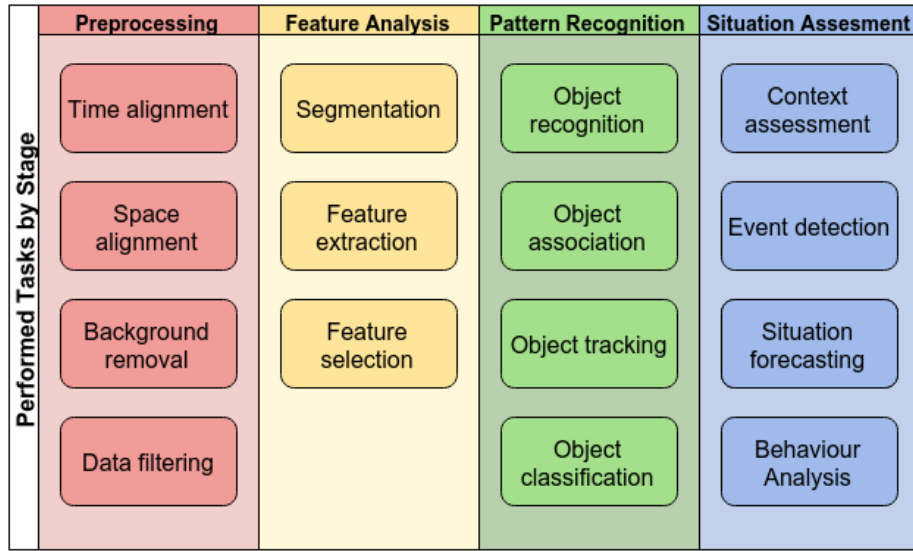 Performed Tasks by Stage
Preprocessing
Time alignment
Space
alignment
Background
removal
Data filtering
Feature Analysis
Segmentation
Feature
extraction
Feature
selection
Pattern Recognition
Object
recognition
Object
association
Object tracking
Object
classification
Situation Assesment
Context
assessment
Event detection
Situation
forecasting
Behaviour
Analysis